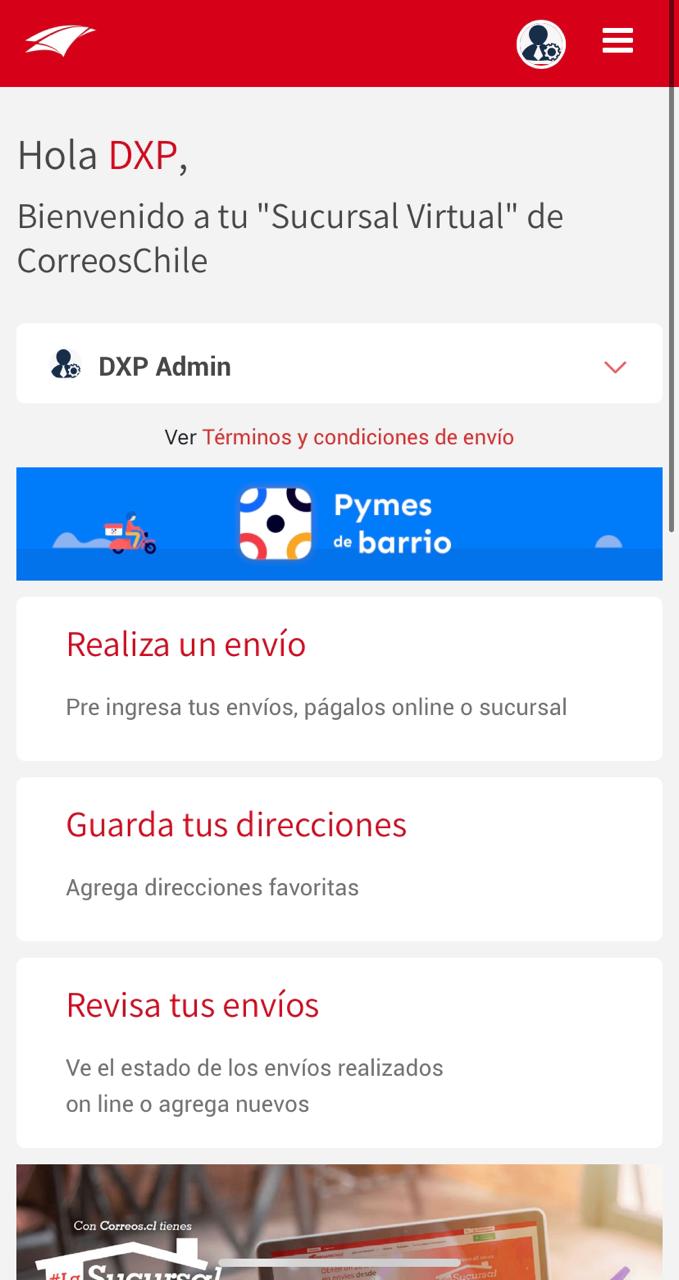 Hola DXP,
Bienvenido a tu "Sucursal Virtual" de
CorreosChile
DXP Admin
Ver Términos y condiciones de envío
Pymes
de barrio
Realiza un envío
Pre ingresa tus envíos, págalos online o sucursal
Guarda tus direcciones
Agrega direcciones favoritas
Revisa tus envíos
Ve el estado de los envíos realizados
on line o agrega nuevos
Con Correos.cl tienes
#La Sucursal